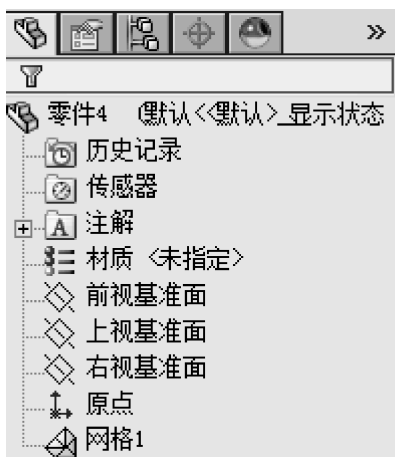 »
零件4 (默认<<默认>_显示状态
历史记录
传感器
A 注解
材质 <未指定>
前视基准面
上视基准面
右视基准面
原点
网格1